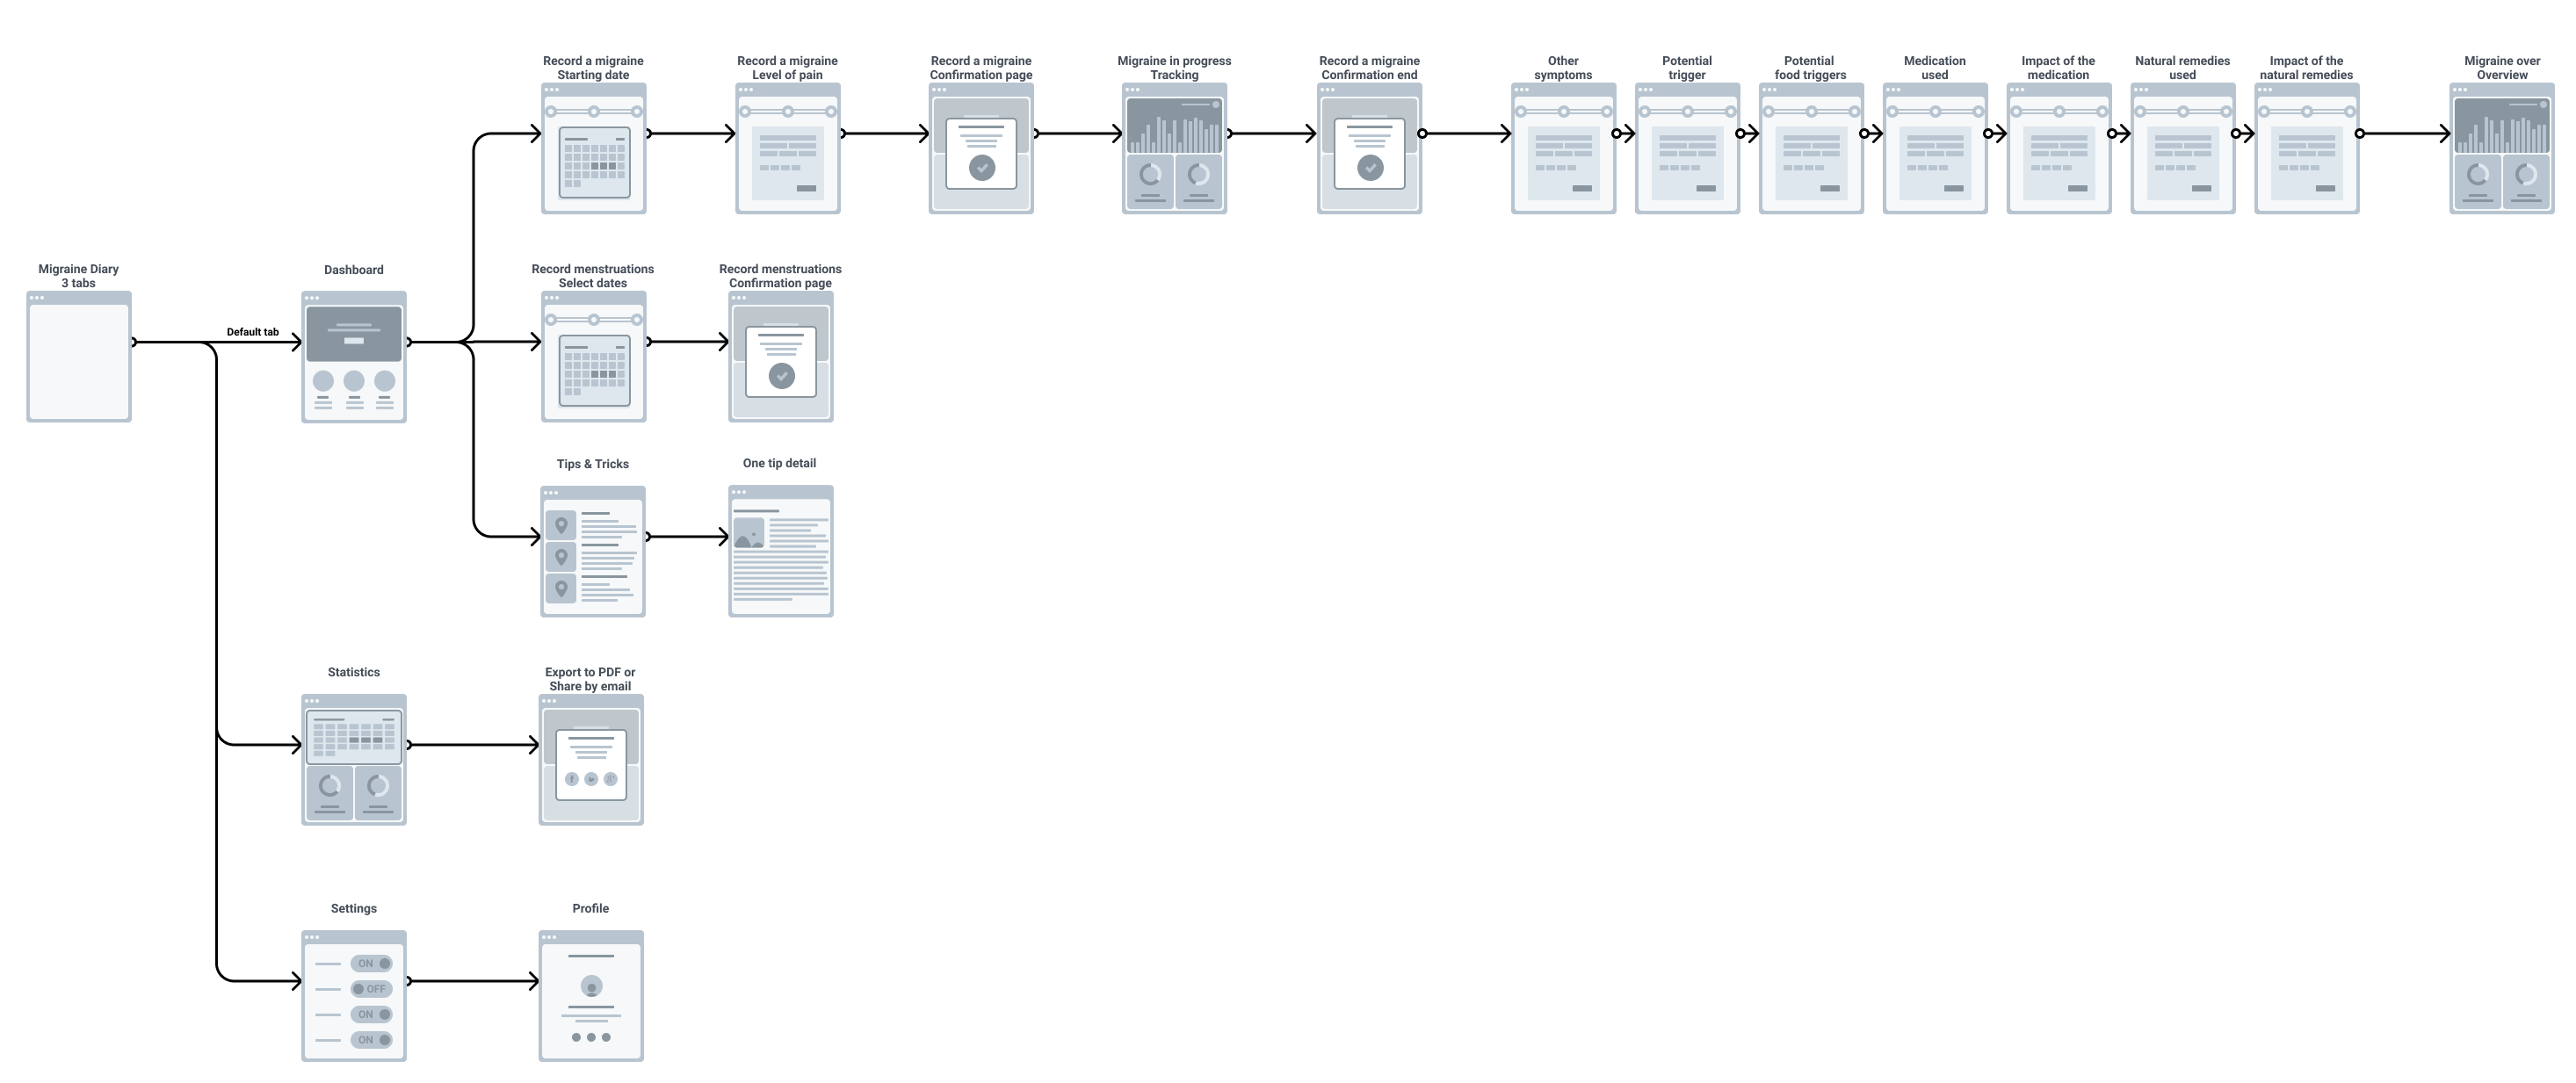 Record a migraine
Starting date
Record a migraine
Level of pain
Record a migraine
Confirmation page
Migraine in progress
Tracking
Record a migraine
Confirmation end
Other
symptoms
Potential
trigger
Potential
food triggers
Medication
used
Impact of the
medication
Natural remedies
used
Impact of the
natural remedies
Migraine over
Overview
Migraine Diary
3 tabs
Default tab
Dashboard
Record menstruations
Select dates
Record menstruations
Confirmation page
Tips & Tricks
One tip detail
Statistics
Export to PDF or
Share by email
Settings
ON
OFF
ON
ON
Profile